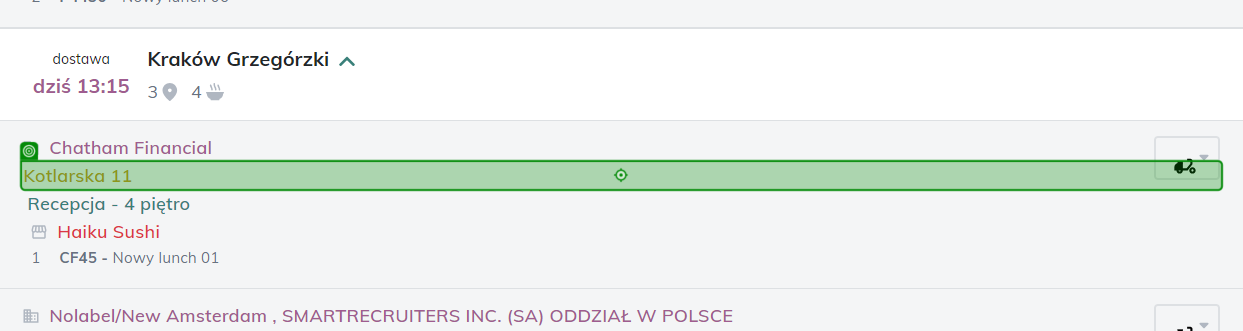 dostawa
Kraków Grzegórzki
dziś 13:15
3 4
Chatham Financial
Kotlarska 11
Recepcja - 4 piętro
Haiku Sushi
1 CF45 - Nowy lunch 01
Nolabel/New Amsterdam , SMARTRECRUITERS INC. (SA) ODDZIAŁ W POLSCE